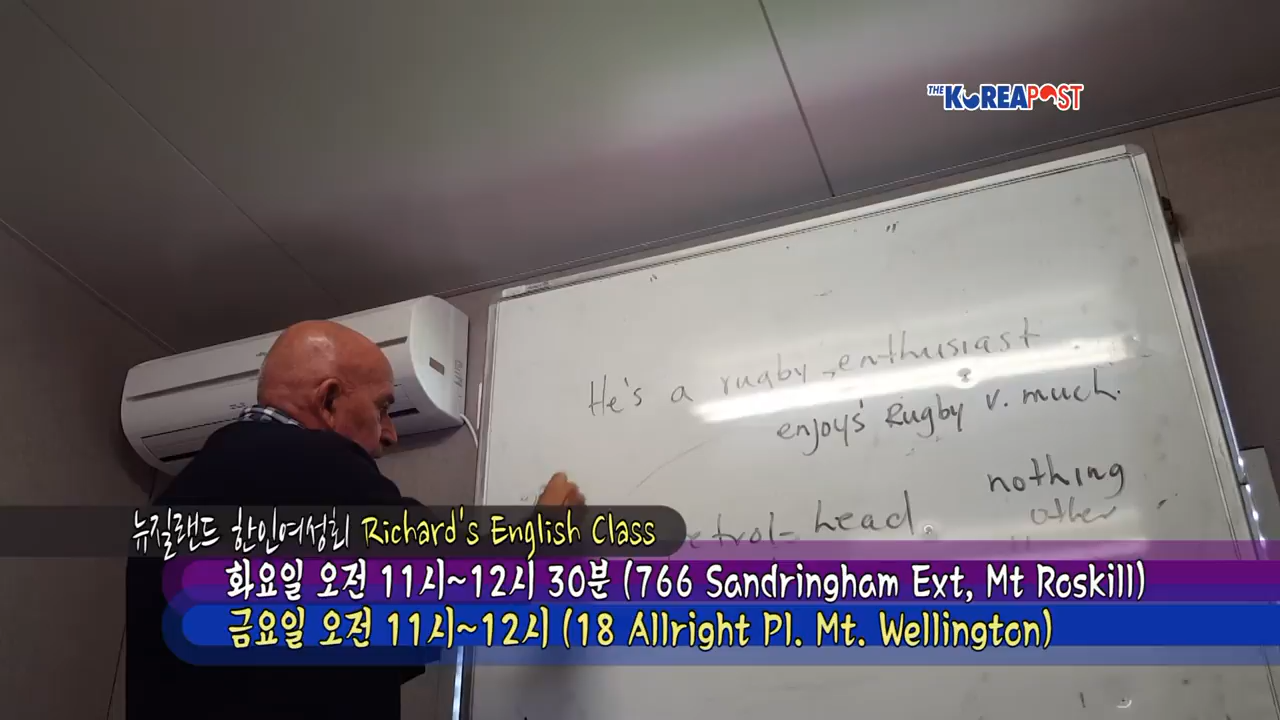 THE KOREAPOST
He's a rugby enthusiast
enjoy's Rugby v. much.
nothing
head.
other
뉴질랜드 한인여성회 Richard's English Class
화요일 오전 11시~12시 30분 (766 Sandringham Ext, Mt Roskill)
금요일 오전 11시~12시 (18 Allright Pl. Mt. Wellington)